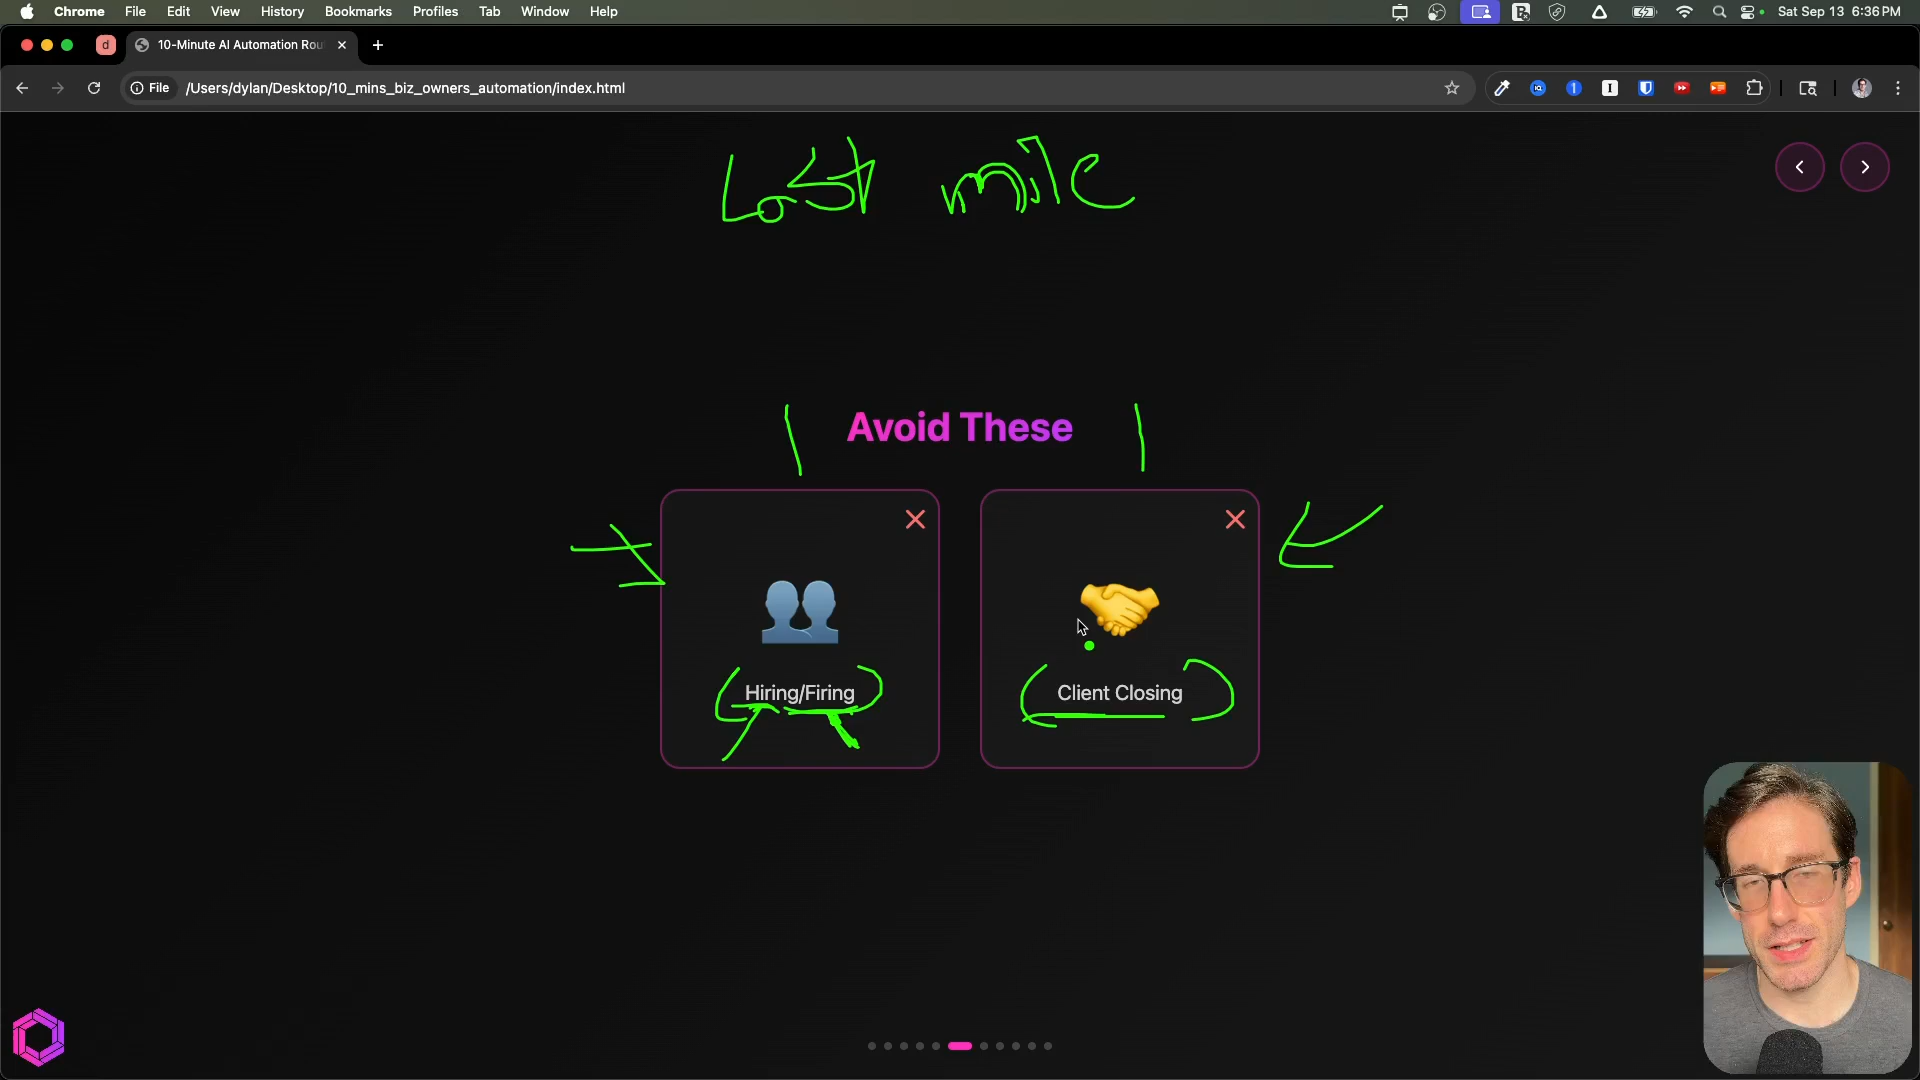 Chrome File Edit View History Bookmarks Profiles Tab Window Help Sat Sep 13 6:36 PM
d 10-Minute AI Automation Rou
File /Users/dylan/Desktop/10_mins_biz_owners_automation/index.html
Last mile
Avoid These
Hiring/Firing
Client Closing